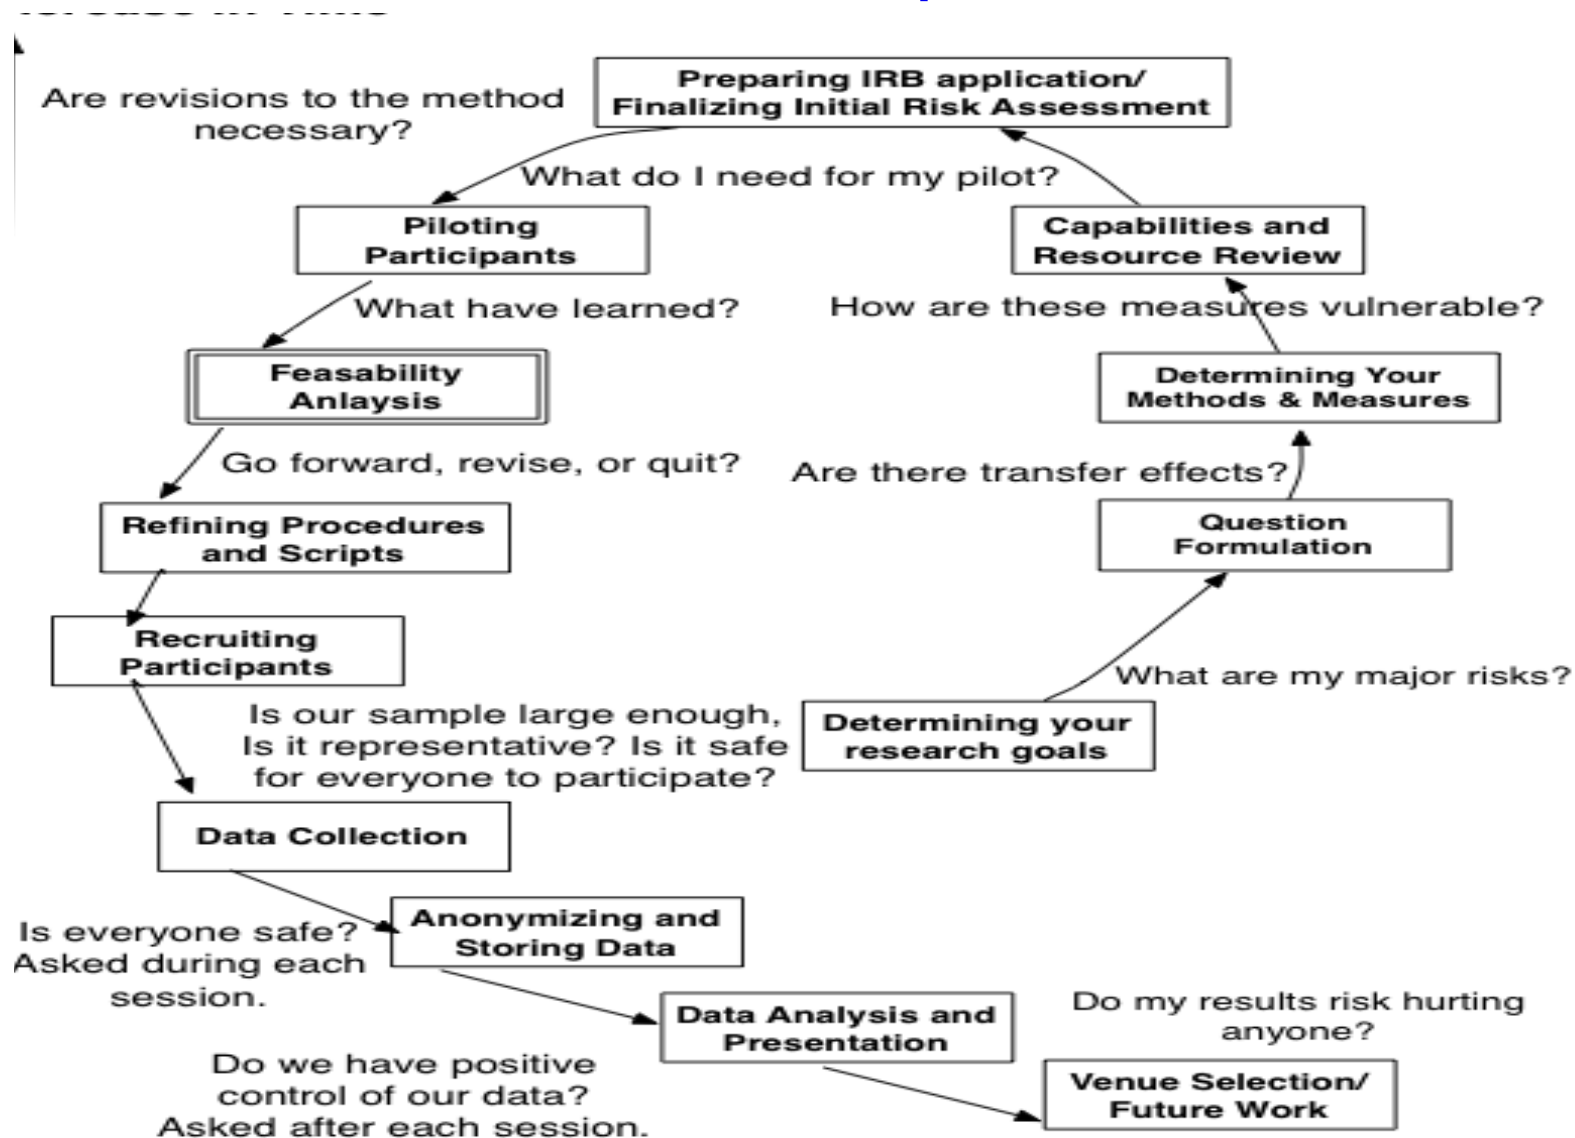 Are revisions to the method
necessary?
Preparing IRB application/
Finalizing Initial Risk Assessment
What do I need for my pilot?
Piloting
Participants
Capabilities and
Resource Review
What have learned?
How are these measures vulnerable?
Feasability
Anlaysis
Determining Your
Methods & Measures
Go forward, revise, or quit?
Are there transfer effects?
Refining Procedures
and Scripts
Question
Formulation
Recruiting
Participants
What are my major risks?
Is our sample large enough,
Is it representative? Is it safe
for everyone to participate?
Determining your
research goals
Data Collection
Is everyone safe?
Asked during each
session.
Anonymizing and
Storing Data
Data Analysis and
Presentation
Do my results risk hurting
anyone?
Do we have positive
control of our data?
Asked after each session.
Venue Selection/
Future Work